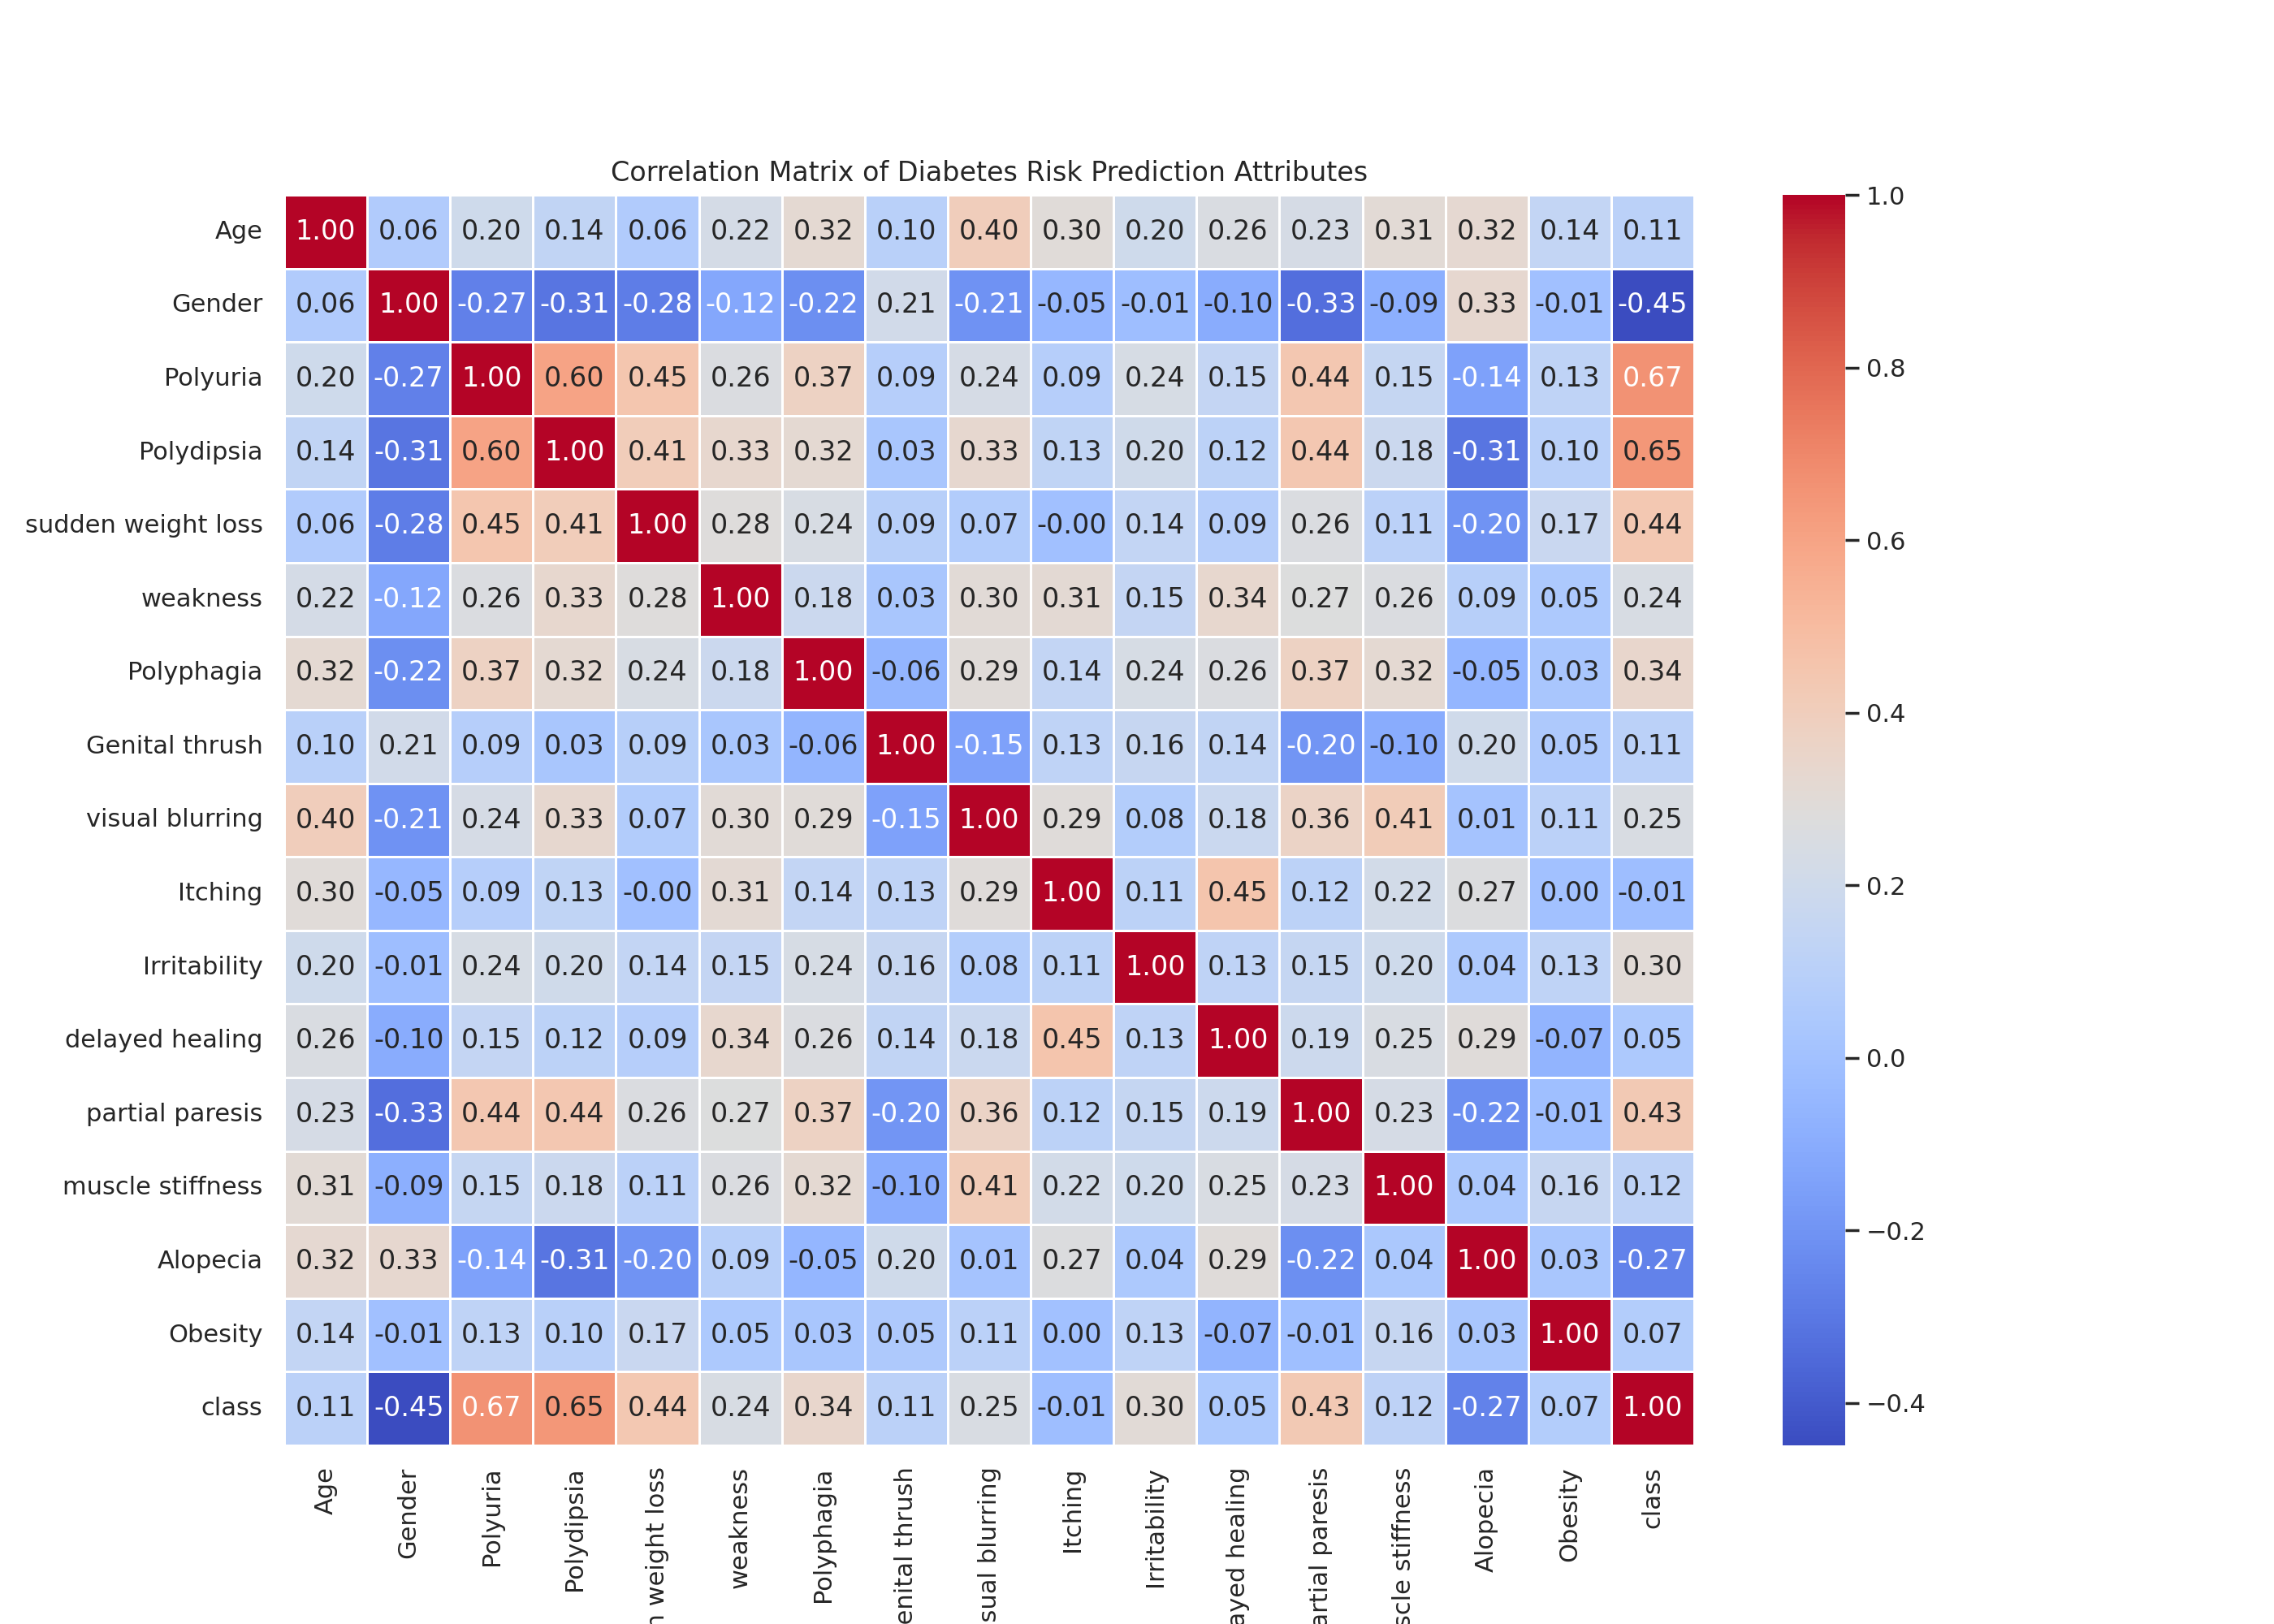 Correlation Matrix of Diabetes Risk Prediction Attributes
Age 1.00 0.06 0.20 0.14 0.06 0.22 0.32 0.10 0.40 0.30 0.20 0.26 0.23 0.31 0.32 0.14 0.11
Gender 0.06 1.00 -0.27 -0.31 -0.28 -0.12 -0.22 0.21 -0.21 -0.05 -0.01 -0.10 -0.33 -0.09 0.33 -0.01 -0.45
Polyuria 0.20 -0.27 1.00 0.60 0.45 0.26 0.37 0.09 0.24 0.09 0.24 0.15 0.44 0.15 -0.14 0.13 0.67
Polydipsia 0.14 -0.31 0.60 1.00 0.41 0.33 0.32 0.03 0.33 0.13 0.20 0.12 0.44 0.18 -0.31 0.10 0.65
sudden weight loss 0.06 -0.28 0.45 0.41 1.00 0.28 0.24 0.09 0.07 -0.00 0.14 0.09 0.26 0.11 -0.20 0.17 0.44
weakness 0.22 -0.12 0.26 0.33 0.28 1.00 0.18 0.03 0.30 0.31 0.15 0.34 0.27 0.26 0.09 0.05 0.24
Polyphagia 0.32 -0.22 0.37 0.32 0.24 0.18 1.00 -0.06 0.29 0.14 0.24 0.26 0.37 0.32 -0.05 0.03 0.34
Genital thrush 0.10 0.21 0.09 0.03 0.09 0.03 -0.06 1.00 -0.15 0.13 0.16 0.14 -0.20 -0.10 0.20 0.05 0.11
visual blurring 0.40 -0.21 0.24 0.33 0.07 0.30 0.29 -0.15 1.00 0.29 0.08 0.18 0.36 0.41 0.01 0.11 0.25
Itching 0.30 -0.05 0.09 0.13 -0.00 0.31 0.14 0.13 0.29 1.00 0.11 0.45 0.12 0.22 0.27 0.00 -0.01
Irritability 0.20 -0.01 0.24 0.20 0.14 0.15 0.24 0.16 0.08 0.11 1.00 0.13 0.15 0.20 0.04 0.13 0.30
delayed healing 0.26 -0.10 0.15 0.12 0.09 0.34 0.26 0.14 0.18 0.45 0.13 1.00 0.19 0.25 0.29 -0.07 0.05
partial paresis 0.23 -0.33 0.44 0.44 0.26 0.27 0.37 -0.20 0.36 0.12 0.15 0.19 1.00 0.23 -0.22 -0.01 0.43
muscle stiffness 0.31 -0.09 0.15 0.18 0.11 0.26 0.32 -0.10 0.41 0.22 0.20 0.25 0.23 1.00 0.04 0.16 0.12
Alopecia 0.32 0.33 -0.14 -0.31 -0.20 0.09 -0.05 0.20 0.01 0.27 0.04 0.29 -0.22 0.04 1.00 0.03 -0.27
Obesity 0.14 -0.01 0.13 0.10 0.17 0.05 0.03 0.05 0.11 0.00 0.13 -0.07 -0.01 0.16 0.03 1.00 0.07
class 0.11 -0.45 0.67 0.65 0.44 0.24 0.34 0.11 0.25 -0.01 0.30 0.05 0.43 0.12 -0.27 0.07 1.00
Age
Gender
Polyuria
Polydipsia
weight loss
weakness
Polyphagia
enital thrush
sual blurring
Itching
Irritability
ayed healing
artial paresis
scle stiffness
Alopecia
Obesity
class
1.0
0.8
0.6
0.4
0.2
0.0
−0.2
−0.4